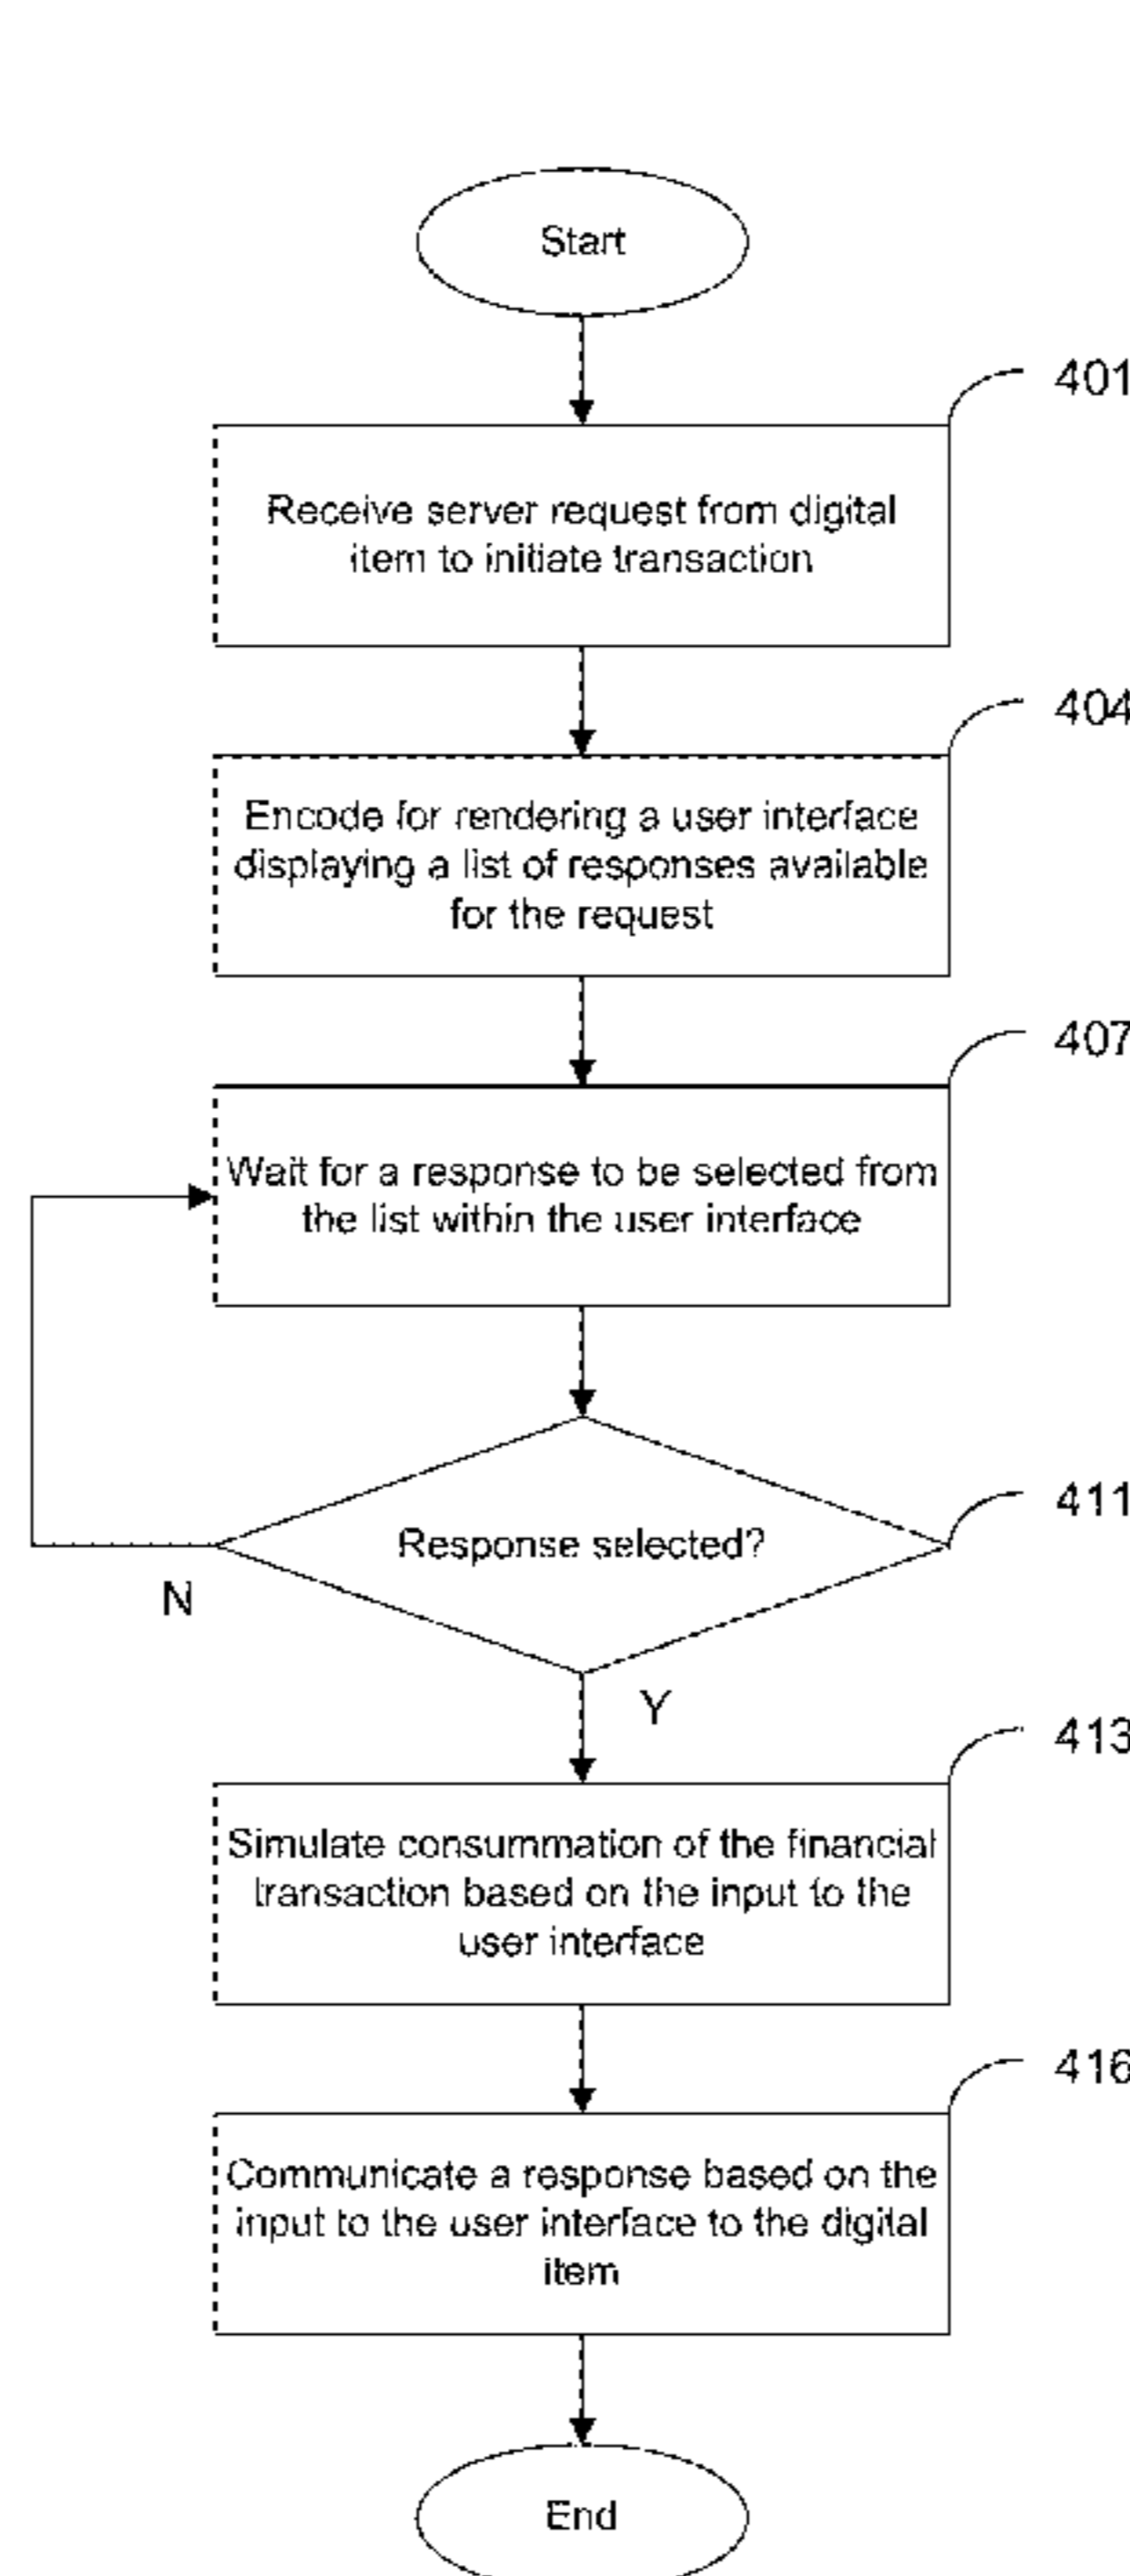 Start
401
Receive server request from digital
item to initiate transaction
404
Encode for rendering a user interface
displaying a list of responses available
for the request
407
Wait for a response to be selected from
the list within the user interface
411
Response selected?
N
Y
413
Simulate consummation of the financial
transaction based on the input to the
user interface
416
Communicate a response based on the
input to the user interface to the digital
item
End